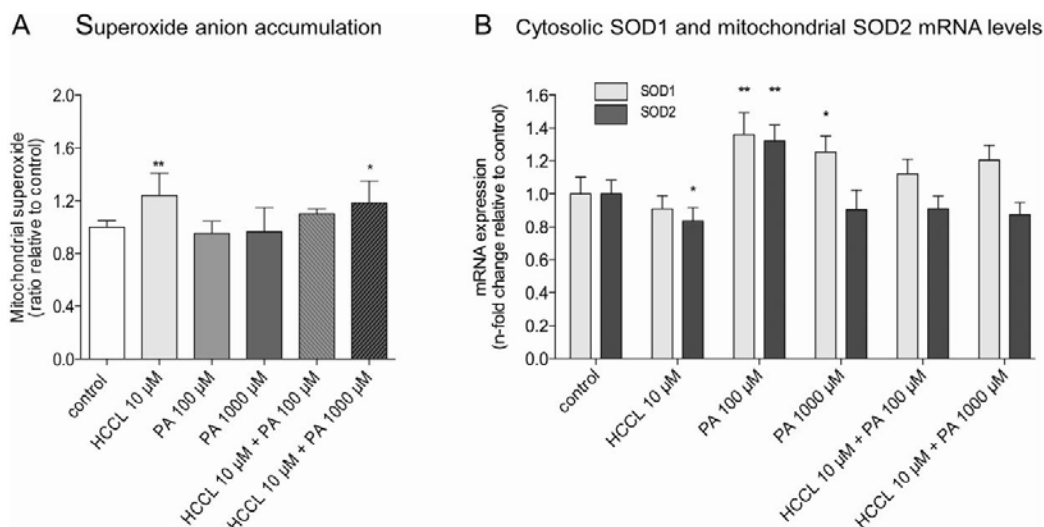 A Superoxide anion accumulation
Mitochondrial superoxide
(ratio relative to control)
2.0
1.6
1.2
0.8
0.4
0.0
**
*
control
HCCL 10 µM
PA 100 µM
PA 1000 µM
HCCL 10 µM + PA 100 µM
HCCL 10 µM + PA 1000 µM
B Cytosolic SOD1 and mitochondrial SOD2 mRNA levels
mRNA expression
(n-fold change relative to control)
1.6
1.4
1.2
1.0
0.8
0.6
0.4
0.2
0.0
SOD1
SOD2
*
** **
*
control
HCCL 10 µM
PA 100 µM
PA 1000 µM
HCCL 10 µM + PA 100 µM
HCCL 10 µM + PA 1000 µM